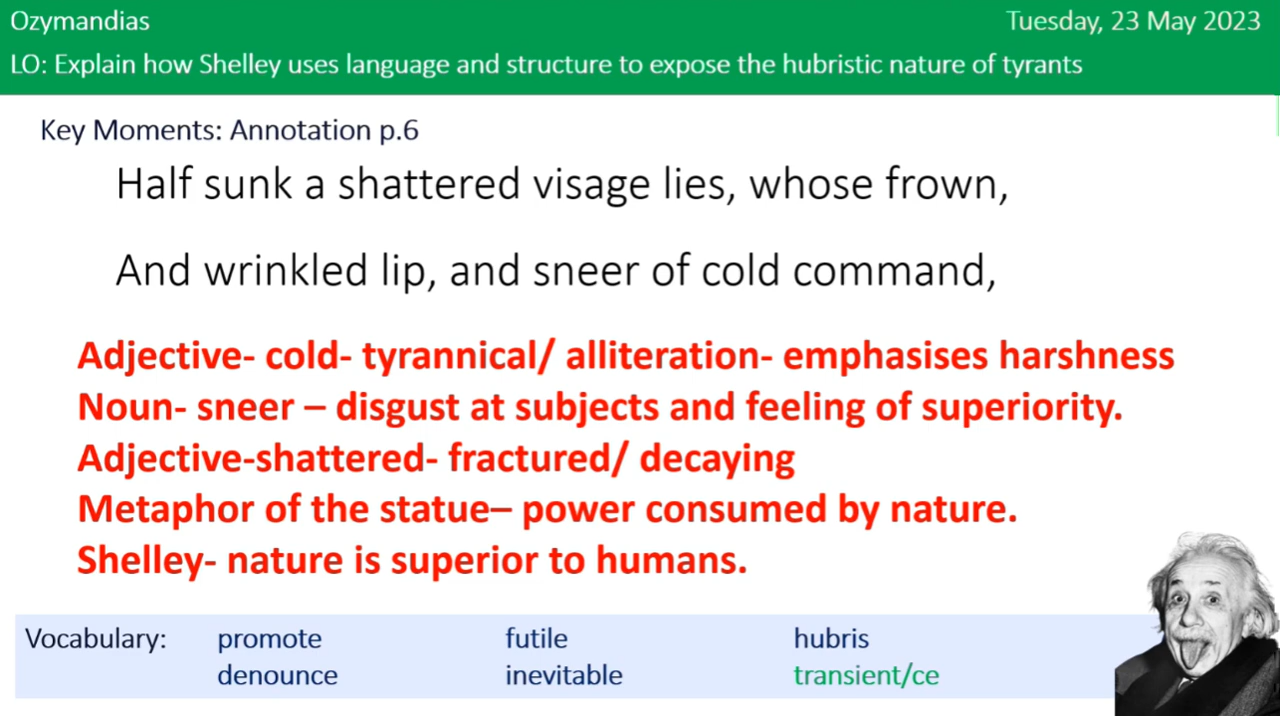 Ozymandias
Tuesday, 23 May 2023
LO: Explain how Shelley uses language and structure to expose the hubristic nature of tyrants
Key Moments: Annotation p.6
Half sunk a shattered visage lies, whose frown,
And wrinkled lip, and sneer of cold command,
Adjective- cold- tyrannical/ alliteration- emphasises harshness
Noun- sneer – disgust at subjects and feeling of superiority.
Adjective-shattered- fractured/ decaying
Metaphor of the statue– power consumed by nature.
Shelley- nature is superior to humans.
Vocabulary: promote futile hubris
denounce inevitable transient/ce